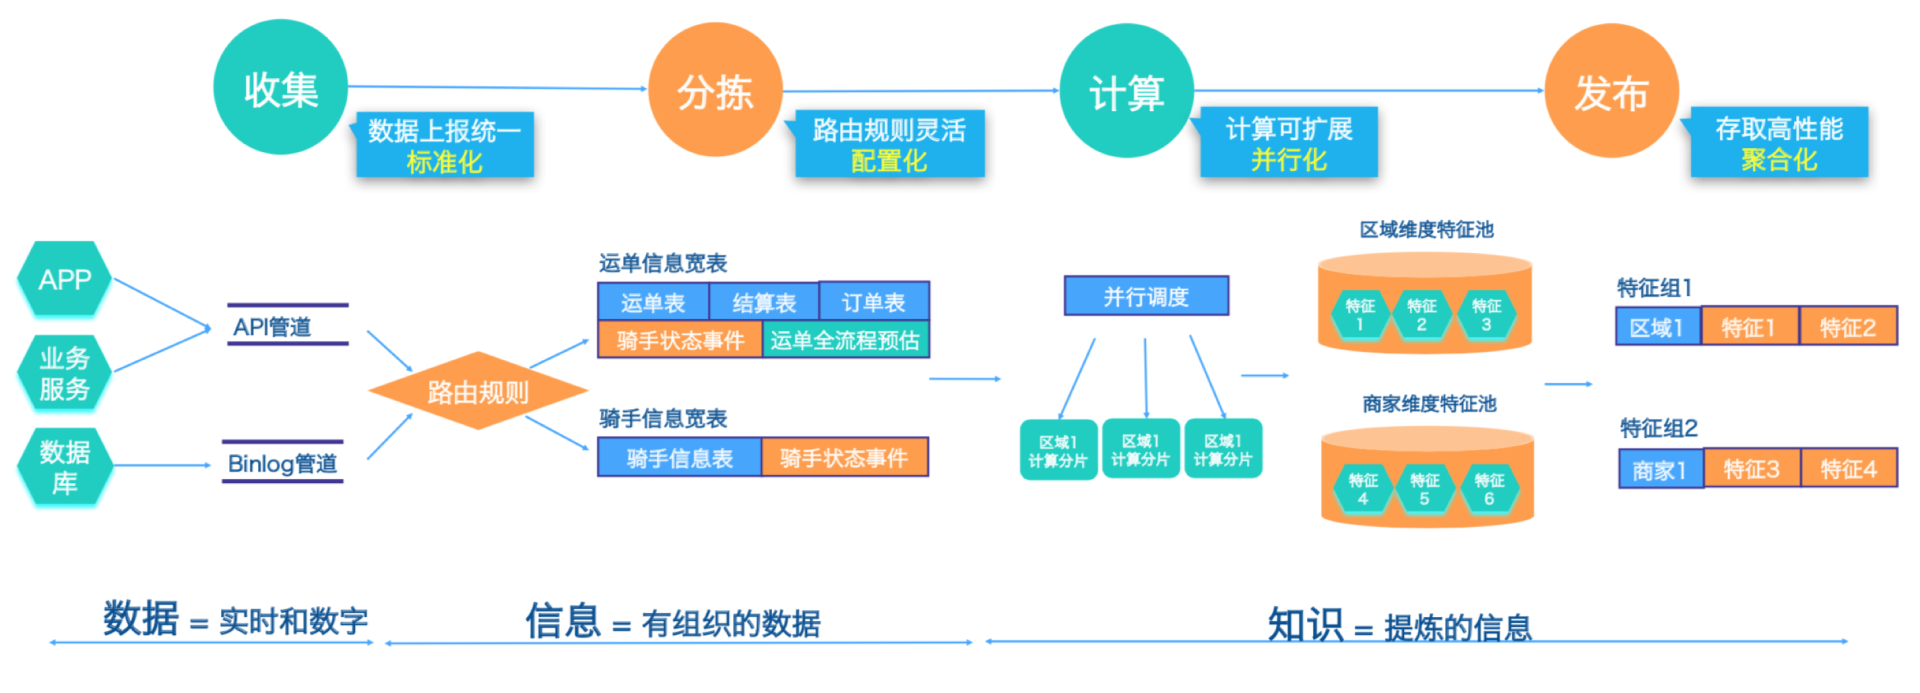 收集
分拣
计算
发布
数据上报统一
标准化
路由规则灵活
配置化
计算可扩展
并行化
存取高性能
聚合化
APP
业务
服务
数据
库
API管道
Binlog管道
路由规则
运单信息宽表
运单表
结算表
订单表
骑手状态事件
运单全流程预估
骑手信息宽表
骑手信息表
骑手状态事件
并行调度
区域1
计算分片
区域1
计算分片
区域1
计算分片
区域维度特征池
特征
1
特征
2
特征
3
商家维度特征池
特征
4
特征
5
特征
6
特征组1
区域1
特征1
特征2
特征组2
商家1
特征3
特征4
数据 = 实时和数字
信息 = 有组织的数据
知识 = 提炼的信息